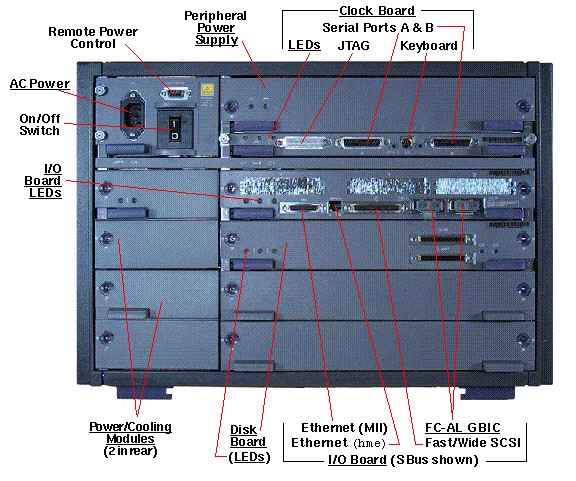 Clock Board
Peripheral
Power
Supply
Serial Ports A & B
LEDs JTAG Keyboard
Remote Power
Control
AC Power
On/Off
Switch
I/O
Board
LEDs
Power/Cooling
Modules
(2 in rear)
Disk
Board
(LEDs)
Ethernet (MII)
Ethernet (hme)
FC-AL GBIC
Fast/Wide SCSI
I/O Board (SBus shown)